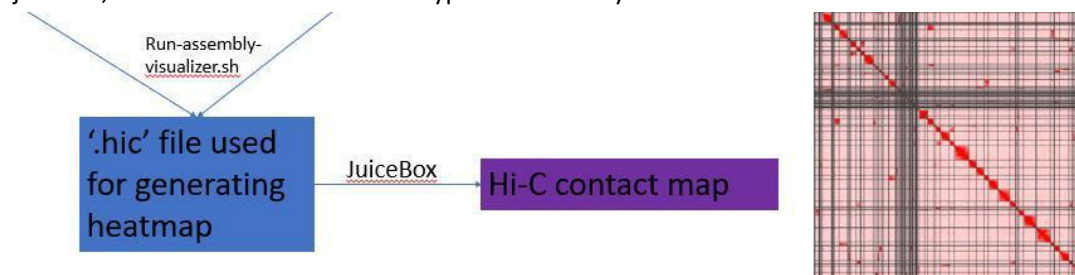 Run-assembly-
visualizer.sh
‘.hic’ file used
for generating
heatmap
JuiceBox
Hi-C contact map